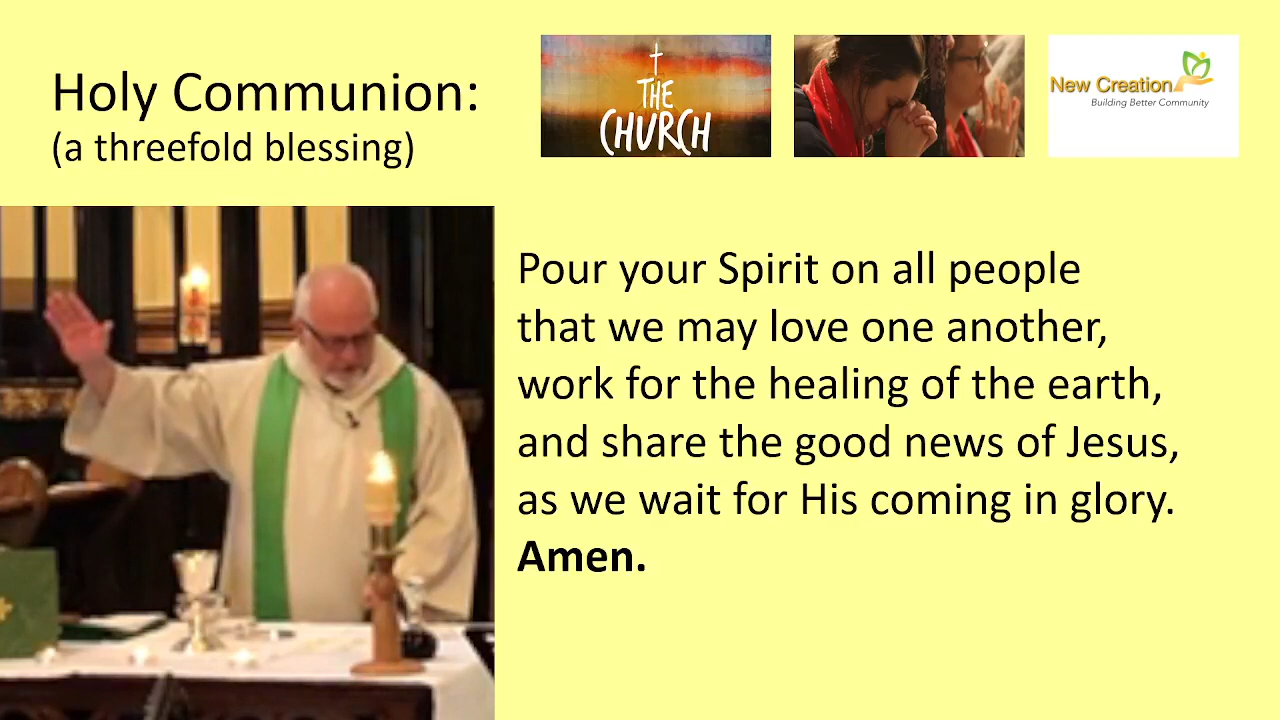 Holy Communion:
(a threefold blessing)
THE
CHURCH
New Creation
Building Better Community
Pour your Spirit on all people
that we may love one another,
work for the healing of the earth,
and share the good news of Jesus,
as we wait for His coming in glory.
Amen.